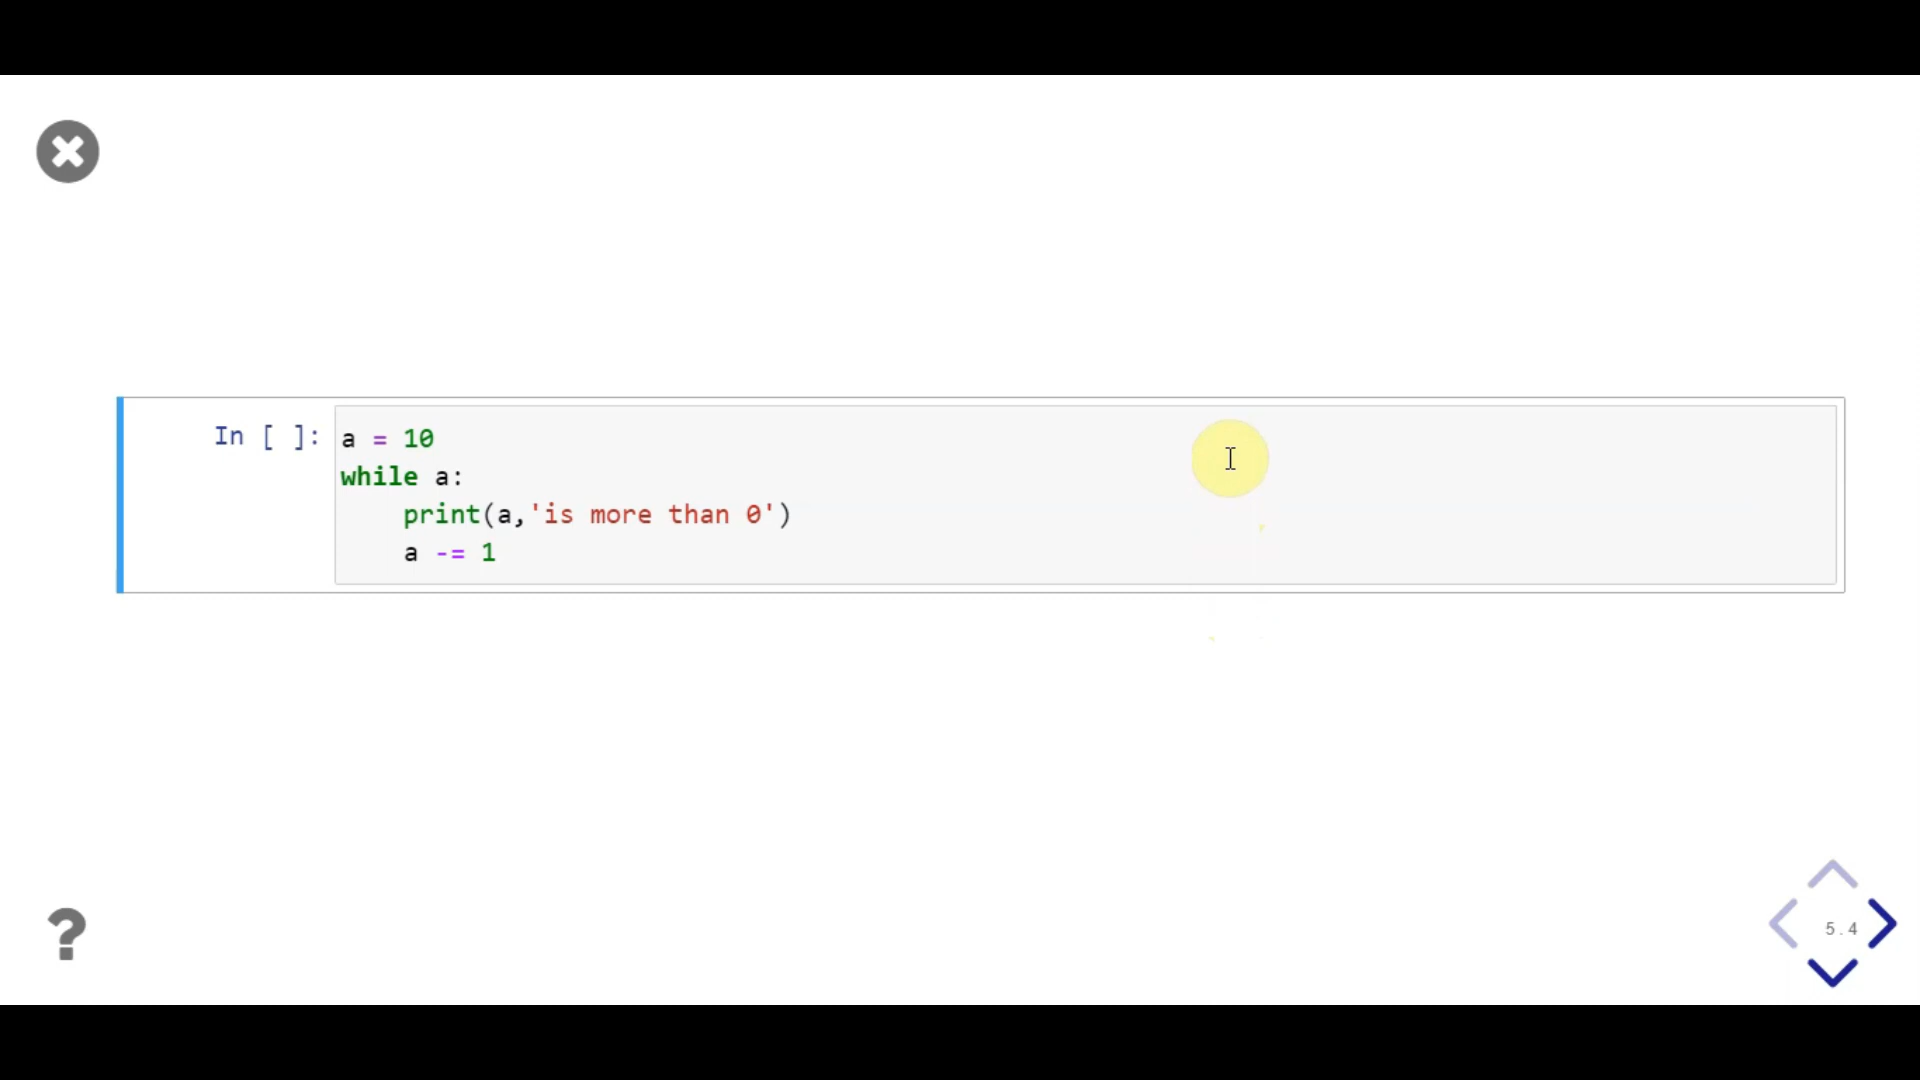 In [ ]:
a = 10
while a:
    print(a,'is more than 0')
    a -= 1
?
5.4